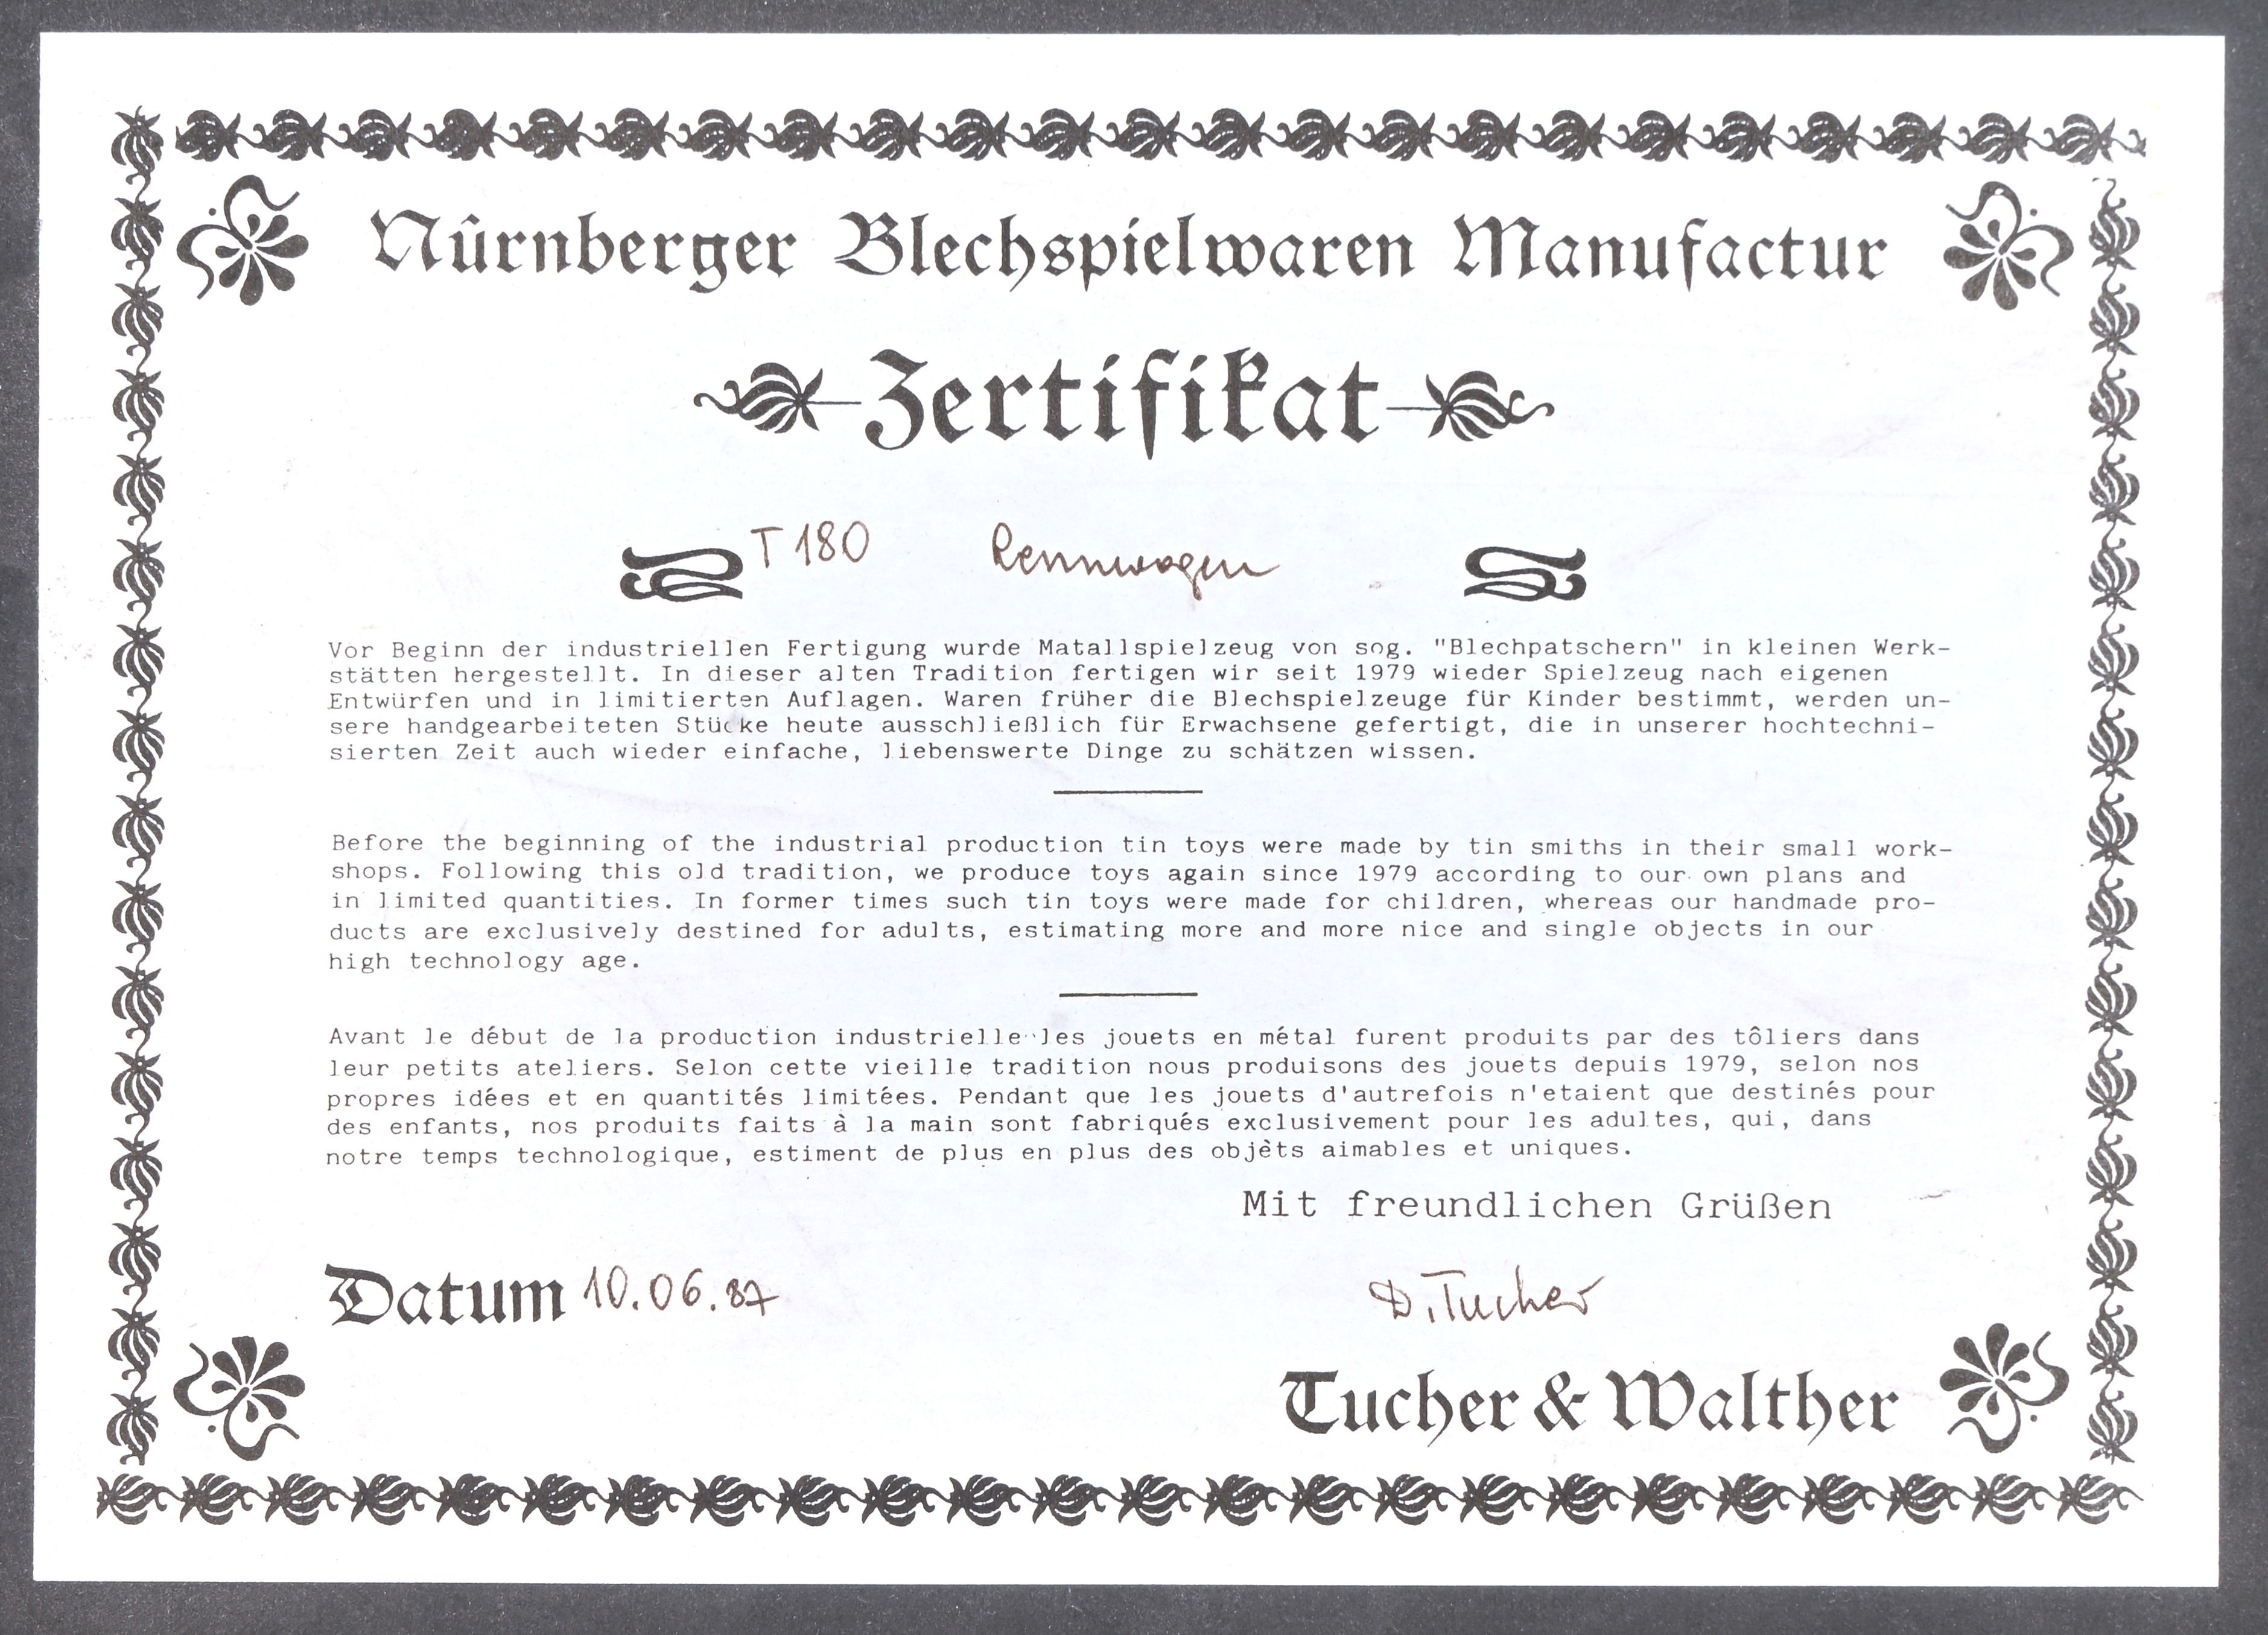 Nürnberger Blechspielwaren Manufactur
Zertifikat
T 180 Rennwagen
Vor Beginn der industriellen Fertigung wurde Matallspielzeug von sog. "Blechpatschern" in kleinen Werk-
stätten hergestellt. In dieser alten Tradition fertigen wir seit 1979 wieder Spielzeug nach eigenen
Entwürfen und in limitierten Auflagen. Waren früher die Blechspielzeuge für Kinder bestimmt, werden un-
sere handgearbeiteten Stücke heute ausschließlich für Erwachsene gefertigt, die in unserer hochtechni-
sierten Zeit auch wieder einfache, liebenswerte Dinge zu schätzen wissen.
Before the beginning of the industrial production tin toys were made by tin smiths in their small work-
shops. Following this old tradition, we produce toys again since 1979 according to our own plans and
in limited quantities. In former times such tin toys were made for children, whereas our handmade pro-
ducts are exclusively destined for adults, estimating more and more nice and single objects in our
high technology age.
Avant le début de la production industrielle les jouets en métal furent produits par des tôliers dans
leur petits ateliers. Selon cette vieille tradition nous produisons des jouets depuis 1979, selon nos
propres idées et en quantités limitées. Pendant que les jouets d'autrefois n'etaient que destinés pour
des enfants, nos produits faits à la main sont fabriqués exclusivement pour les adultes, qui, dans
notre temps technologique, estiment de plus en plus des objèts aimables et uniques.
Mit freundlichen Grüßen
Datum 10.06.87
D. Tucher
Tucher & Walther